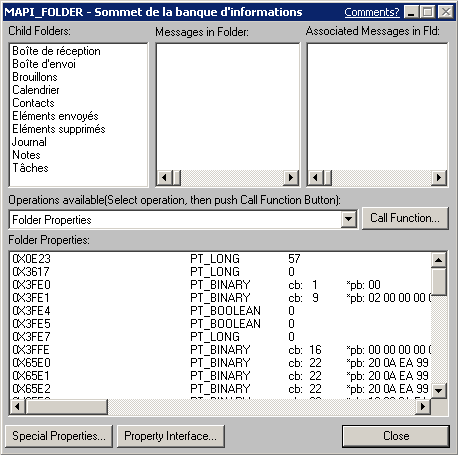 MAPI_FOLDER - Sommet de la banque d'informations Comments?
Child Folders: Messages in Folder: Associated Messages in Fld:
Boîte de réception
Boîte d'envoi
Brouillons
Calendrier
Contacts
Eléments envoyés
Eléments supprimés
Journal
Notes
Tâches
Operations available(Select operation, then push Call Function Button):
Folder Properties Call Function...
Folder Properties:
0X0E23 PT_LONG 57
0X3617 PT_LONG 0
0X3FE0 PT_BINARY cb: 1 *pb: 00
0X3FE1 PT_BINARY cb: 9 *pb: 02 00 00 00 0
0X3FE4 PT_BOOLEAN 0
0X3FE5 PT_BOOLEAN 0
0X3FE7 PT_LONG 0
0X3FFE PT_BINARY cb: 16 *pb: 00 00 00 00 0
0X65E0 PT_BINARY cb: 22 *pb: 20 0A EA 99
0X65E1 PT_BINARY cb: 22 *pb: 20 0A EA 99
0X65E2 PT_BINARY cb: 22 *pb: 20 0A EA 99
Special Properties... Property Interface... Close